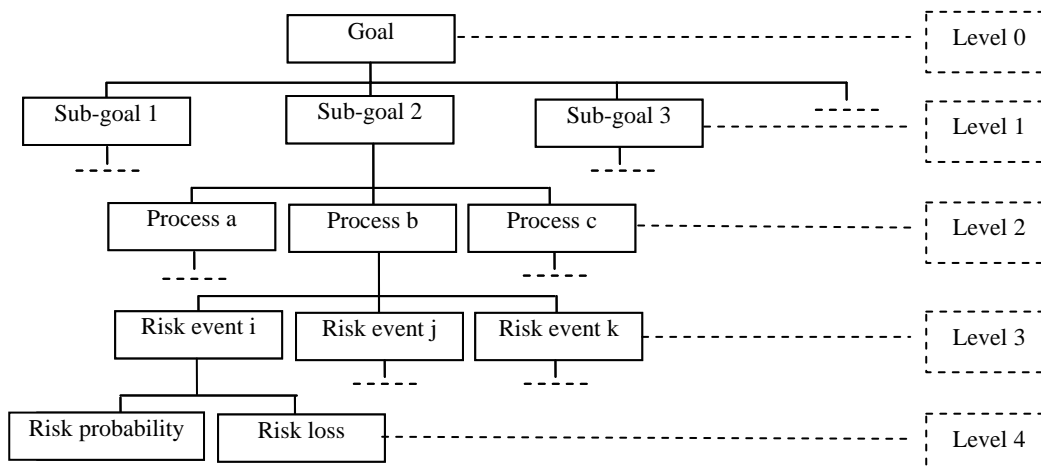 Goal
Level 0
Sub-goal 1
Sub-goal 2
Sub-goal 3
Level 1
Process a
Process b
Process c
Level 2
Risk event i
Risk event j
Risk event k
Level 3
Risk probability
Risk loss
Level 4